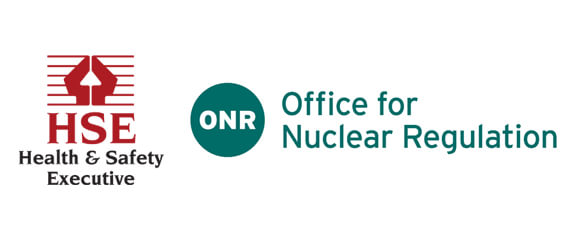 HSE
Health & Safety
Executive
ONR
Office for
Nuclear Regulation